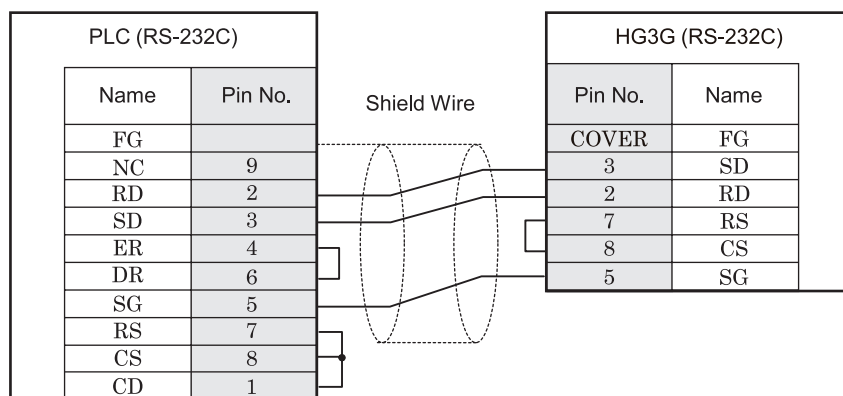 PLC (RS-232C)
Name Pin No.
FG
NC 9
RD 2
SD 3
ER 4
DR 6
SG 5
RS 7
CS 8
CD 1
Shield Wire
HG3G (RS-232C)
Pin No. Name
COVER FG
3 SD
2 RD
7 RS
8 CS
5 SG